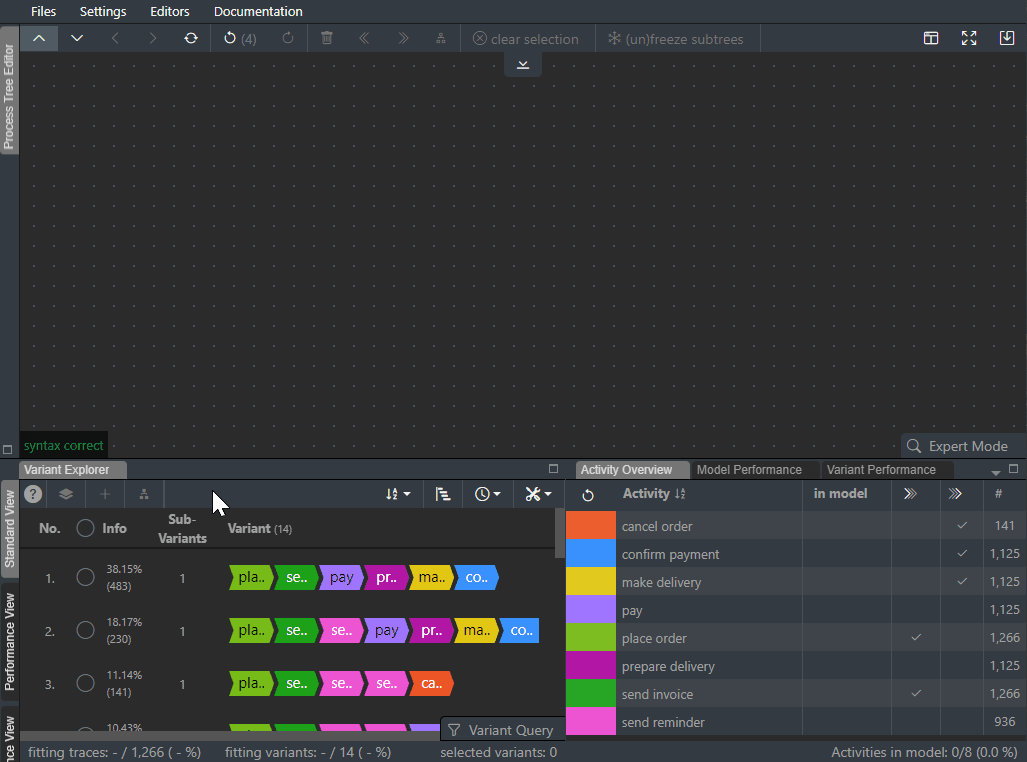 Files Settings Editors Documentation
(4) clear selection (un)freeze subtrees
Process Tree Editor
syntax correct
Expert Mode
Variant Explorer
Activity Overview Model Performance Variant Performance
Standard View
Performance View
nce View
?
No. Info Sub-Variants Variant (14)
1. 38.15% (483) 1 pla.. se.. pay pr.. ma.. co..
2. 18.17% (230) 1 pla.. se.. se.. pay pr.. ma.. co..
3. 11.14% (141) 1 pla.. se.. se.. se.. ca..
10.43%
Variant Query
Activity in model #
cancel order 141
confirm payment 1,125
make delivery 1,125
pay 1,125
place order 1,266
prepare delivery 1,125
send invoice 1,266
send reminder 936
fitting traces: - / 1,266 ( - %) fitting variants: - / 14 ( - %) selected variants: 0
Activities in model: 0/8 (0.0 %)